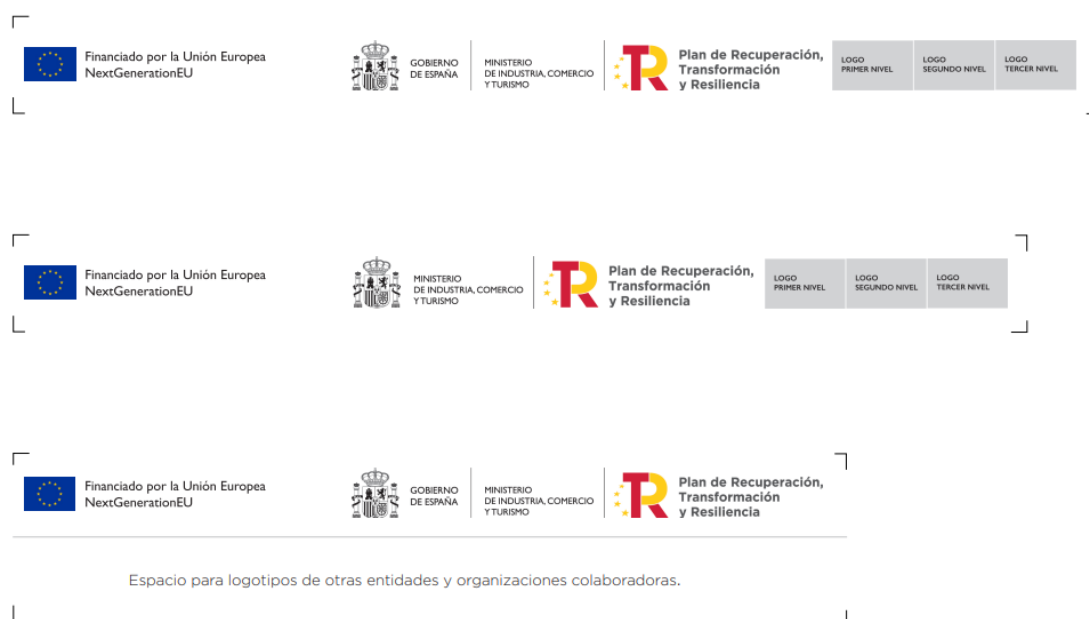 Financiado por la Unión Europea
NextGenerationEU
GOBIERNO
DE ESPAÑA
MINISTERIO
DE INDUSTRIA, COMERCIO
Y TURISMO
Plan de Recuperación,
Transformación
y Resiliencia
LOGO
PRIMER NIVEL
LOGO
SEGUNDO NIVEL
LOGO
TERCER NIVEL
Financiado por la Unión Europea
NextGenerationEU
MINISTERIO
DE INDUSTRIA, COMERCIO
Y TURISMO
Plan de Recuperación,
Transformación
y Resiliencia
LOGO
PRIMER NIVEL
LOGO
SEGUNDO NIVEL
LOGO
TERCER NIVEL
Financiado por la Unión Europea
NextGenerationEU
GOBIERNO
DE ESPAÑA
MINISTERIO
DE INDUSTRIA, COMERCIO
Y TURISMO
Plan de Recuperación,
Transformación
y Resiliencia
Espacio para logotipos de otras entidades y organizaciones colaboradoras.